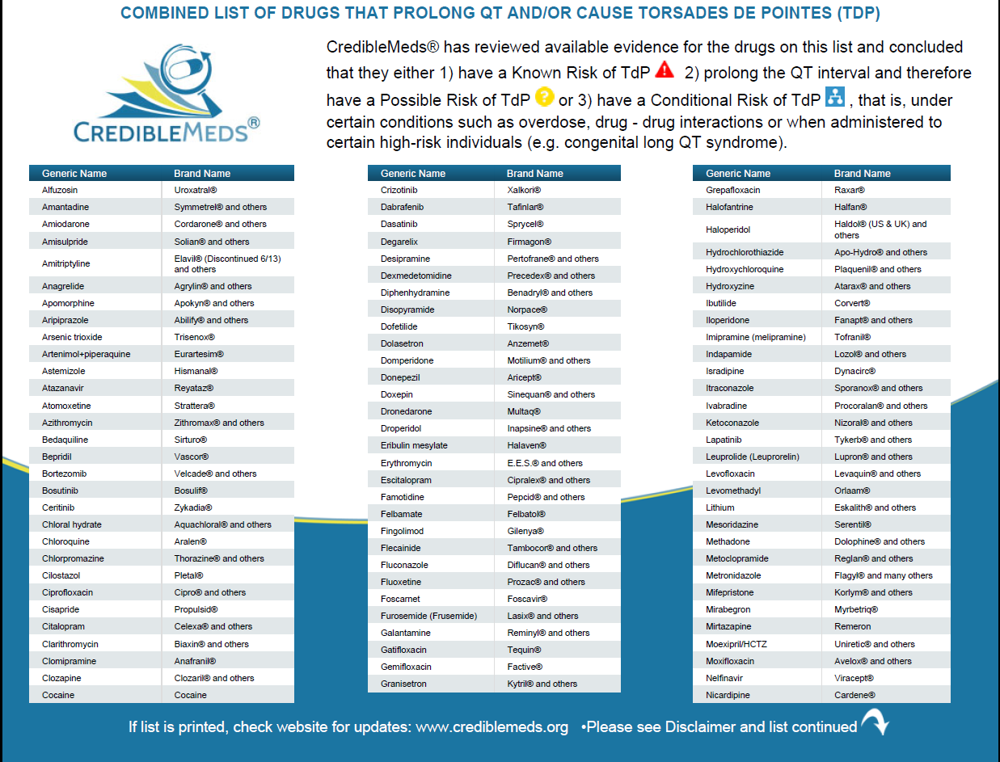 COMBINED LIST OF DRUGS THAT PROLONG QT AND/OR CAUSE TORSADES DE POINTES (TDP)
CREDIBLEMEDS®
CredibleMeds® has reviewed available evidence for the drugs on this list and concluded
that they either 1) have a Known Risk of TdP 2) prolong the QT interval and therefore
have a Possible Risk of TdP ? or 3) have a Conditional Risk of TdP , that is, under
certain conditions such as overdose, drug - drug interactions or when administered to
certain high-risk individuals (e.g. congenital long QT syndrome).
Generic Name Brand Name
Alfuzosin Uroxatral®
Amantadine Symmetrel® and others
Amiodarone Cordarone® and others
Amisulpride Solian® and others
Amitriptyline Elavil® (Discontinued 6/13)
and others
Anagrelide Agrylin® and others
Apomorphine Apokyn® and others
Aripiprazole Abilify® and others
Arsenic trioxide Trisenox®
Artenimol+piperaquine Eurartesim®
Astemizole Hismanal®
Atazanavir Reyataz®
Atomoxetine Strattera®
Azithromycin Zithromax® and others
Bedaquiline Sirturo®
Bepridil Vascor®
Bortezomib Velcade® and others
Bosutinib Bosulif®
Ceritinib Zykadia®
Chloral hydrate Aquachloral® and others
Chloroquine Aralen®
Chlorpromazine Thorazine® and others
Cilostazol Pletal®
Ciprofloxacin Cipro® and others
Cisapride Propulsid®
Citalopram Celexa® and others
Clarithromycin Biaxin® and others
Clomipramine Anafranil®
Clozapine Clozaril® and others
Cocaine Cocaine
Generic Name Brand Name
Crizotinib Xalkori®
Dabrafenib Tafinlar®
Dasatinib Sprycel®
Degarelix Firmagon®
Desipramine Pertofrane® and others
Dexmedetomidine Precedex® and others
Diphenhydramine Benadryl® and others
Disopyramide Norpace®
Dofetilide Tikosyn®
Dolasetron Anzemet®
Domperidone Motilium® and others
Donepezil Aricept®
Doxepin Sinequan® and others
Dronedarone Multaq®
Droperidol Inapsine® and others
Eribulin mesylate Halaven®
Erythromycin E.E.S.® and others
Escitalopram Cipralex® and others
Famotidine Pepcid® and others
Felbamate Felbatol®
Fingolimod Gilenya®
Flecainide Tambocor® and others
Fluconazole Diflucan® and others
Fluoxetine Prozac® and others
Foscarnet Foscavir®
Furosemide (Frusemide) Lasix® and others
Galantamine Reminyl® and others
Gatifloxacin Tequin®
Gemifloxacin Factive®
Granisetron Kytril® and others
Generic Name Brand Name
Grepafloxacin Raxar®
Halofantrine Halfan®
Haloperidol Haldol® (US & UK) and
others
Hydrochlorothiazide Apo-Hydro® and others
Hydroxychloroquine Plaquenil® and others
Hydroxyzine Atarax® and others
Ibutilide Corvert®
Iloperidone Fanapt® and others
Imipramine (melipramine) Tofranil®
Indapamide Lozol® and others
Isradipine Dynacirc®
Itraconazole Sporanox® and others
Ivabradine Procoralan® and others
Ketoconazole Nizoral® and others
Lapatinib Tykerb® and others
Leuprolide (Leuprorelin) Lupron® and others
Levofloxacin Levaquin® and others
Levomethadyl Orlaam®
Lithium Eskalith® and others
Mesoridazine Serentil®
Methadone Dolophine® and others
Metoclopramide Reglan® and others
Metronidazole Flagyl® and many others
Mifepristone Korlym® and others
Mirabegron Myrbetriq®
Mirtazapine Remeron
Moexipril/HCTZ Uniretic® and others
Moxifloxacin Avelox® and others
Nelfinavir Viracept®
Nicardipine Cardene®
If list is printed, check website for updates: www.crediblemeds.org •Please see Disclaimer and list continued